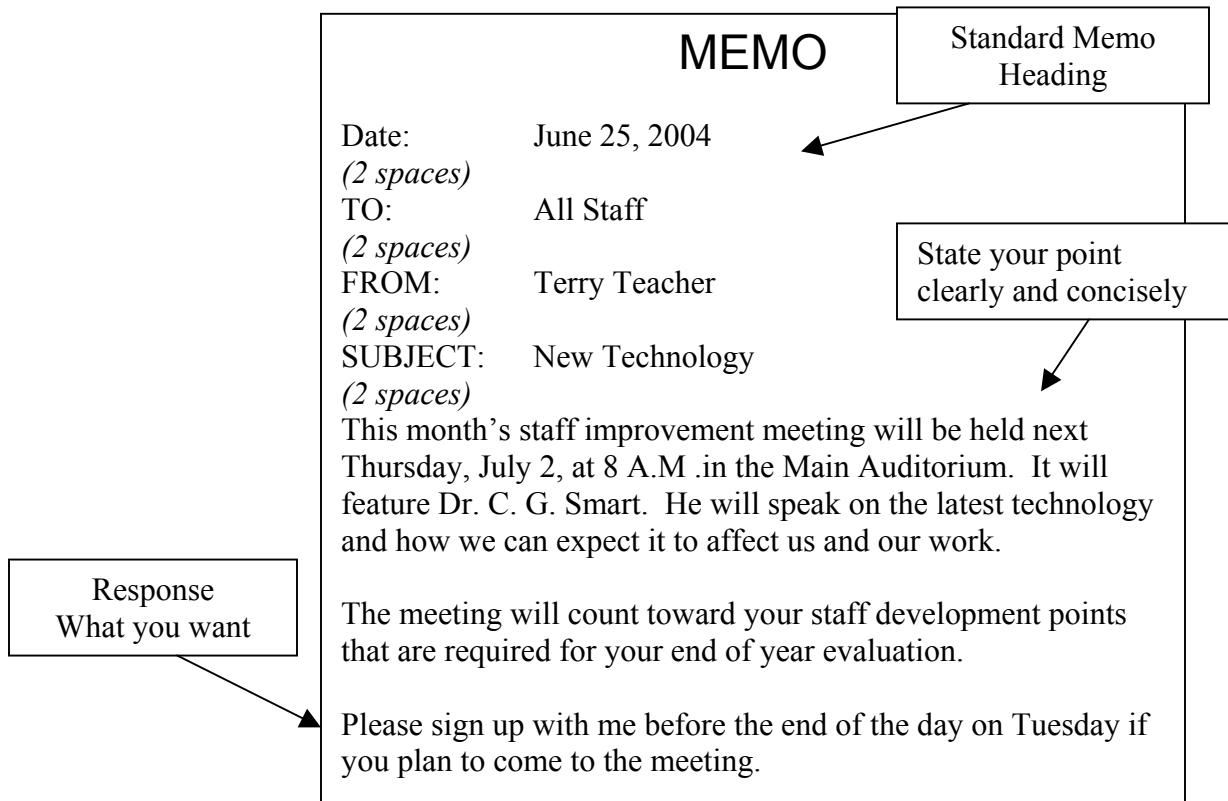 MEMO
Standard Memo
Heading
Date: June 25, 2004
(2 spaces)
TO: All Staff
(2 spaces)
FROM: Terry Teacher
(2 spaces)
SUBJECT: New Technology
(2 spaces)
State your point
clearly and concisely
This month’s staff improvement meeting will be held next
Thursday, July 2, at 8 A.M .in the Main Auditorium.  It will
feature Dr. C. G. Smart.  He will speak on the latest technology
and how we can expect it to affect us and our work.
Response
What you want
The meeting will count toward your staff development points
that are required for your end of year evaluation.
Please sign up with me before the end of the day on Tuesday if
you plan to come to the meeting.